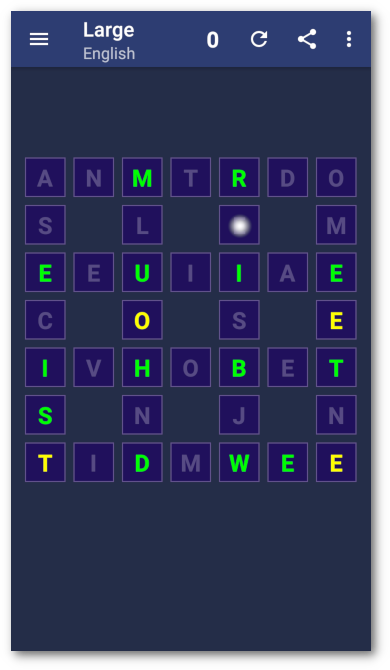 Large
English
0
A N M T R D O
S L M
E E U I I A E
C O S E
I V H O B E T
S N J N
T I D M W E E